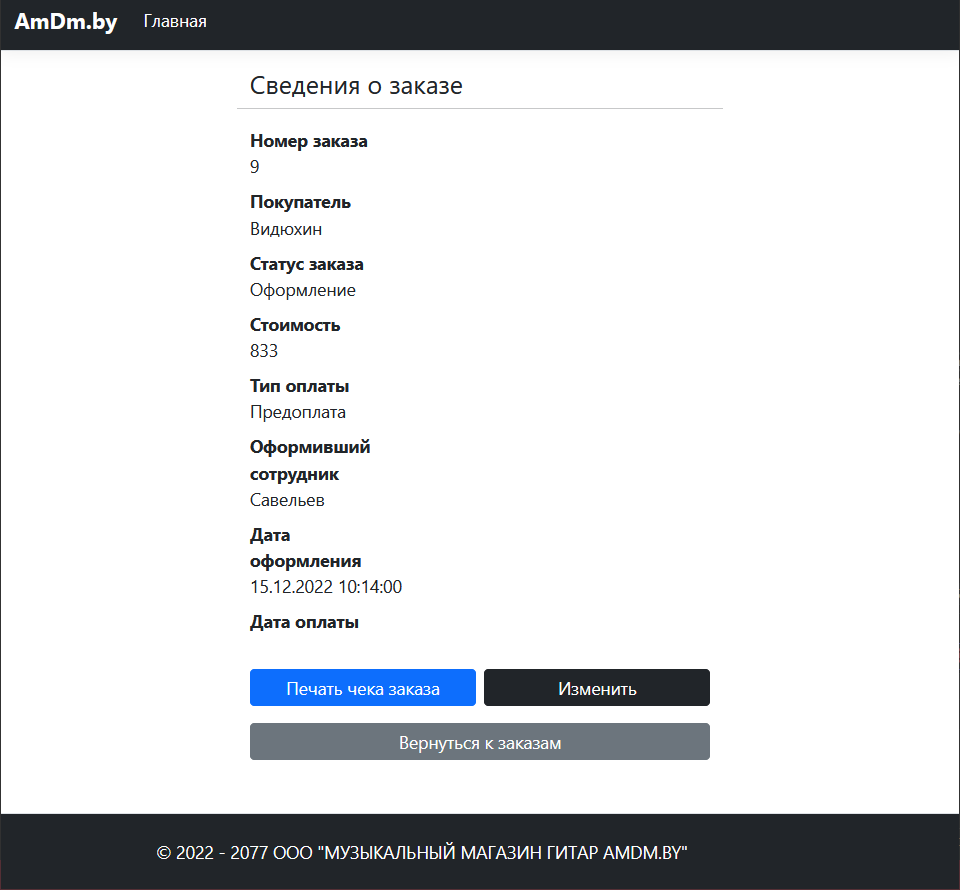 AmDm.by Главная
Сведения о заказе
Номер заказа
9
Покупатель
Видюхин
Статус заказа
Оформление
Стоимость
833
Тип оплаты
Предоплата
Оформивший
сотрудник
Савельев
Дата
оформления
15.12.2022 10:14:00
Дата оплаты
Печать чека заказа Изменить
Вернуться к заказам
© 2022 - 2077 ООО "МУЗЫКАЛЬНЫЙ МАГАЗИН ГИТАР AMDM.BY"